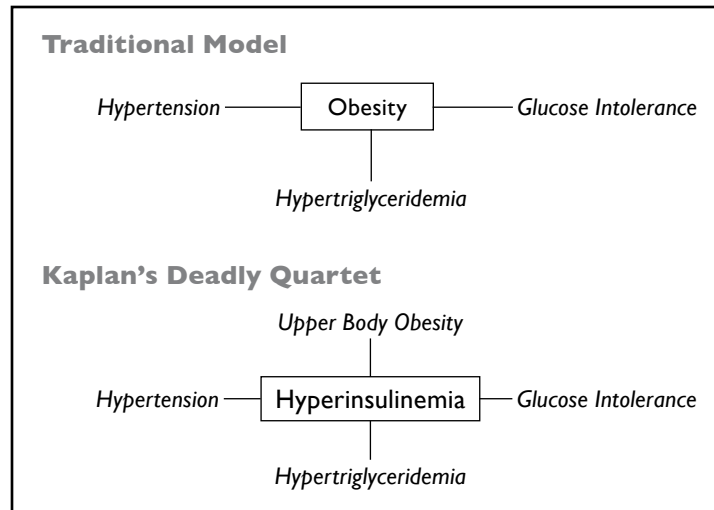 Traditional Model
Hypertension Obesity Glucose Intolerance
Hypertriglyceridemia
Kaplan's Deadly Quartet
Upper Body Obesity
Hypertension Hyperinsulinemia Glucose Intolerance
Hypertriglyceridemia